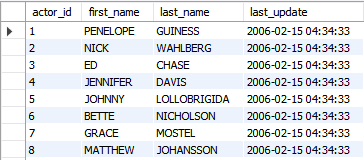 actor_id first_name last_name last_update
1 PENELOPE GUINESS 2006-02-15 04:34:33
2 NICK WAHLBERG 2006-02-15 04:34:33
3 ED CHASE 2006-02-15 04:34:33
4 JENNIFER DAVIS 2006-02-15 04:34:33
5 JOHNNY LOLLOBRIGIDA 2006-02-15 04:34:33
6 BETTE NICHOLSON 2006-02-15 04:34:33
7 GRACE MOSTEL 2006-02-15 04:34:33
8 MATTHEW JOHANSSON 2006-02-15 04:34:33